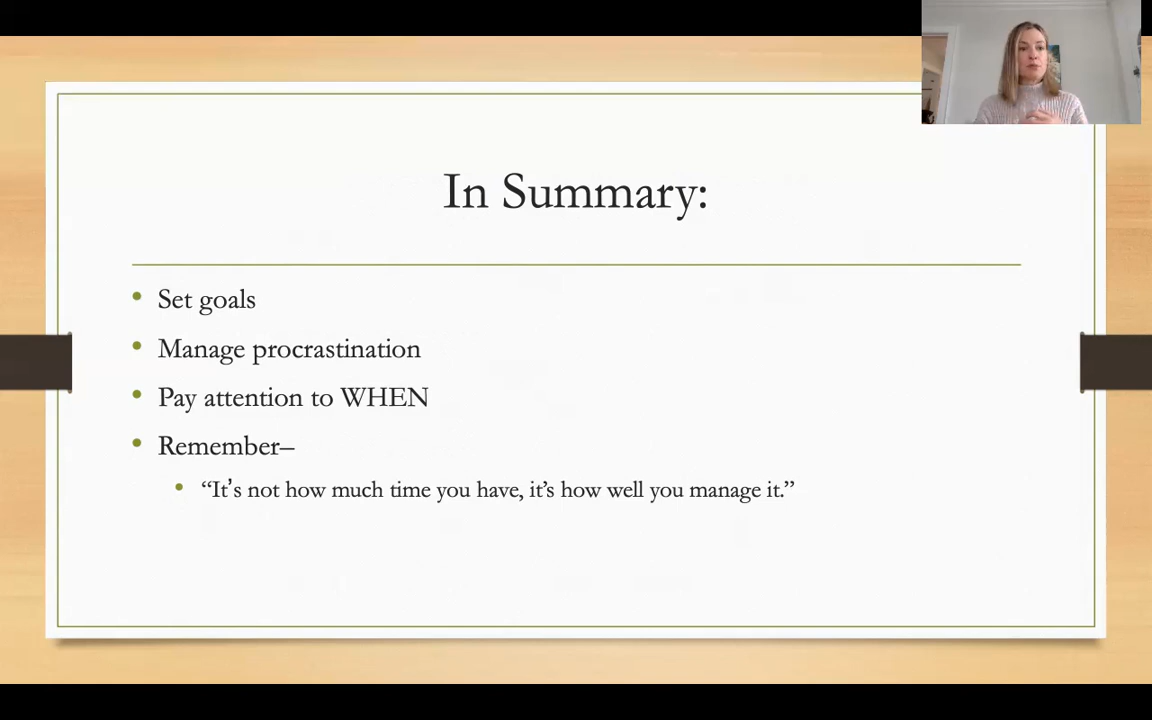 In Summary:
Set goals
Manage procrastination
Pay attention to WHEN
Remember–
“It’s not how much time you have, it’s how well you manage it.”